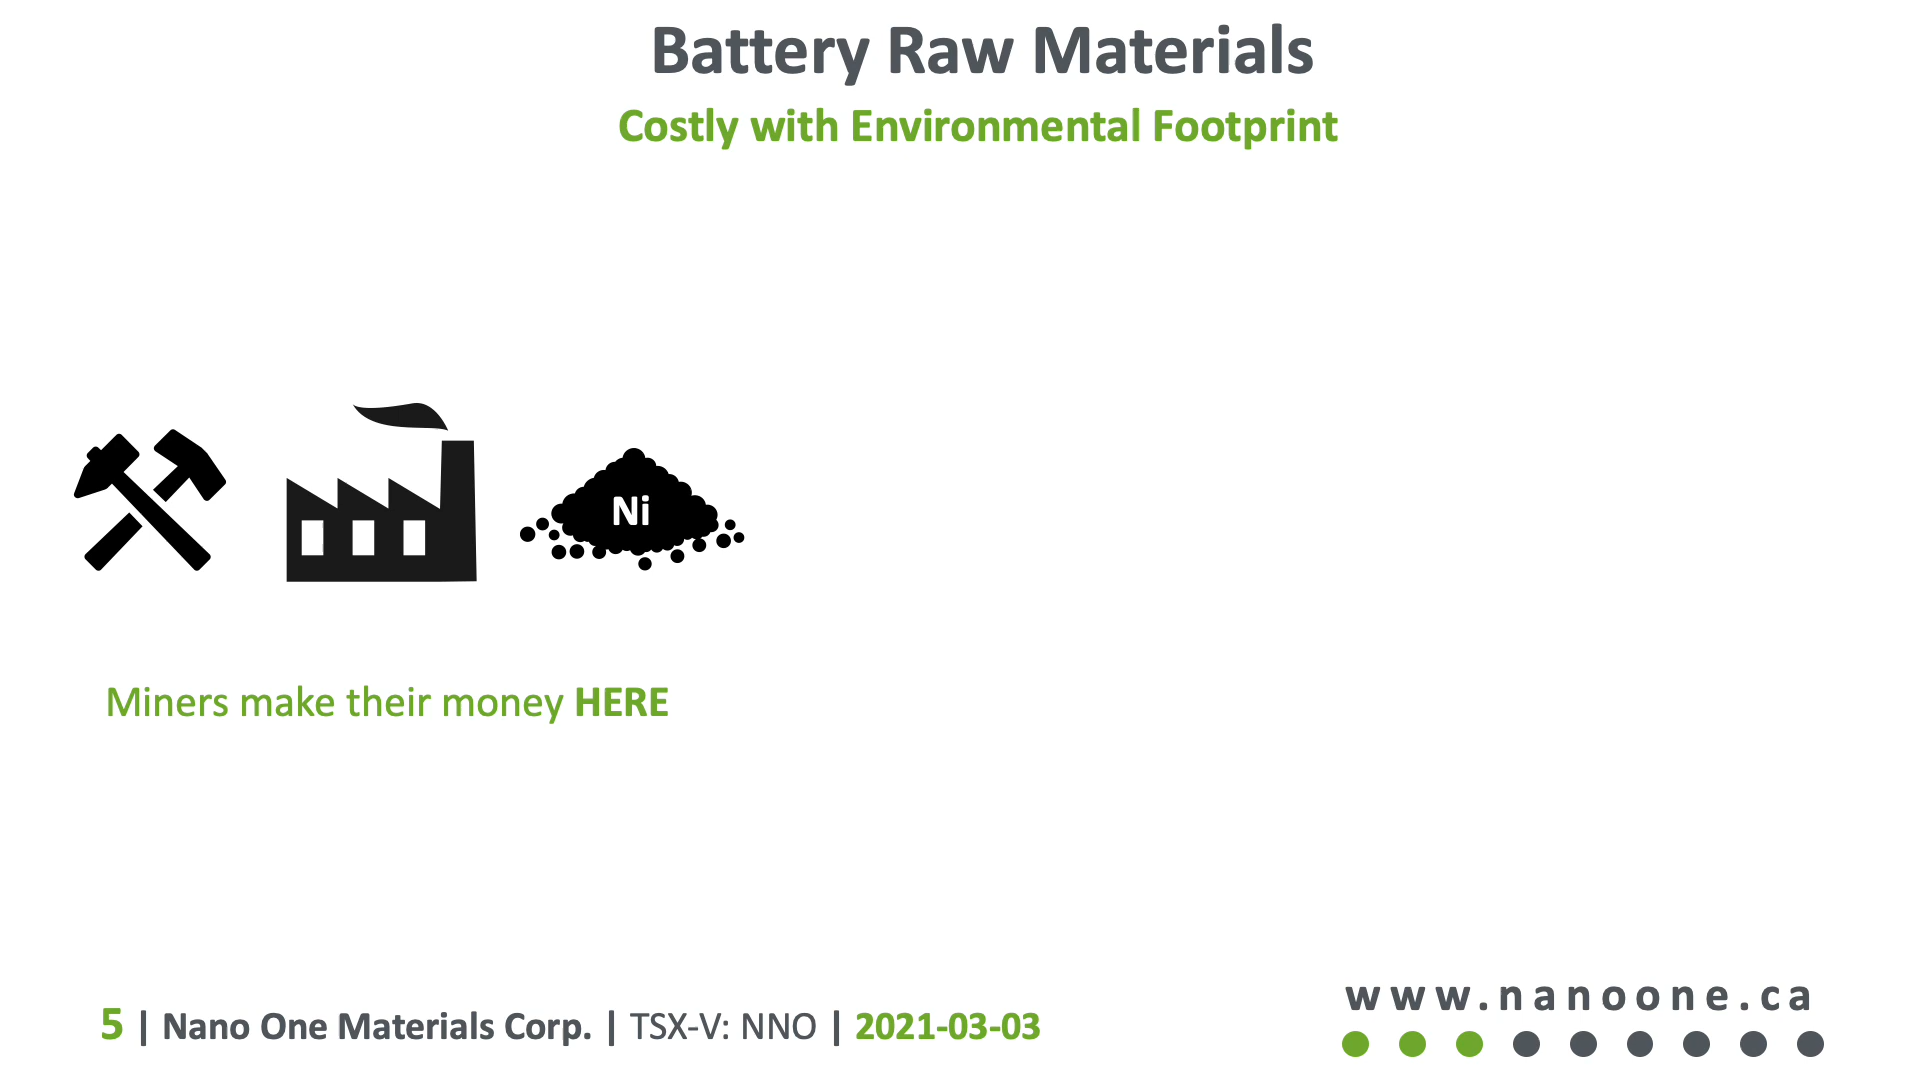 Battery Raw Materials
Costly with Environmental Footprint
Ni
Miners make their money HERE
5 | Nano One Materials Corp. | TSX-V: NNO | 2021-03-03
www.nanoone.ca